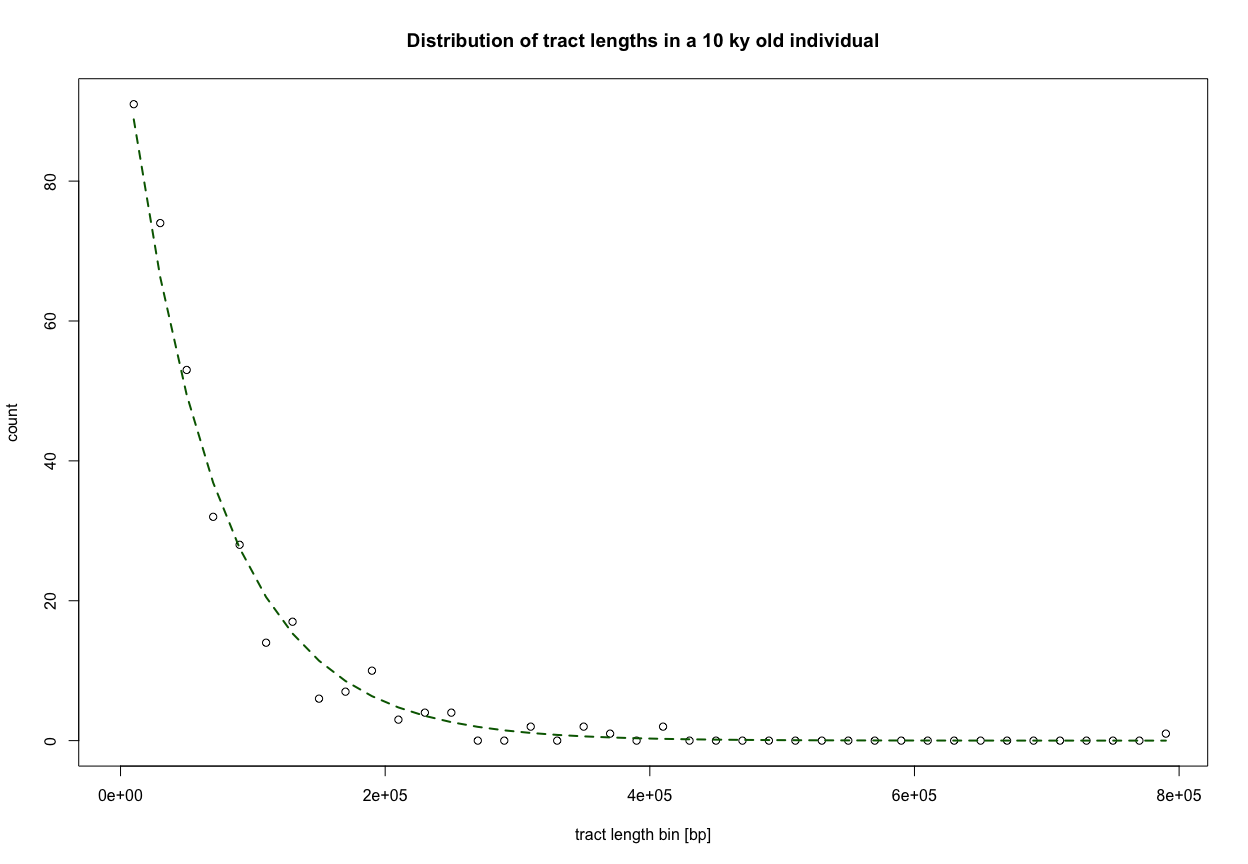 Distribution of tract lengths in a 10 ky old individual
count
80
60
40
20
0
0e+00 2e+05 4e+05 6e+05 8e+05
tract length bin [bp]